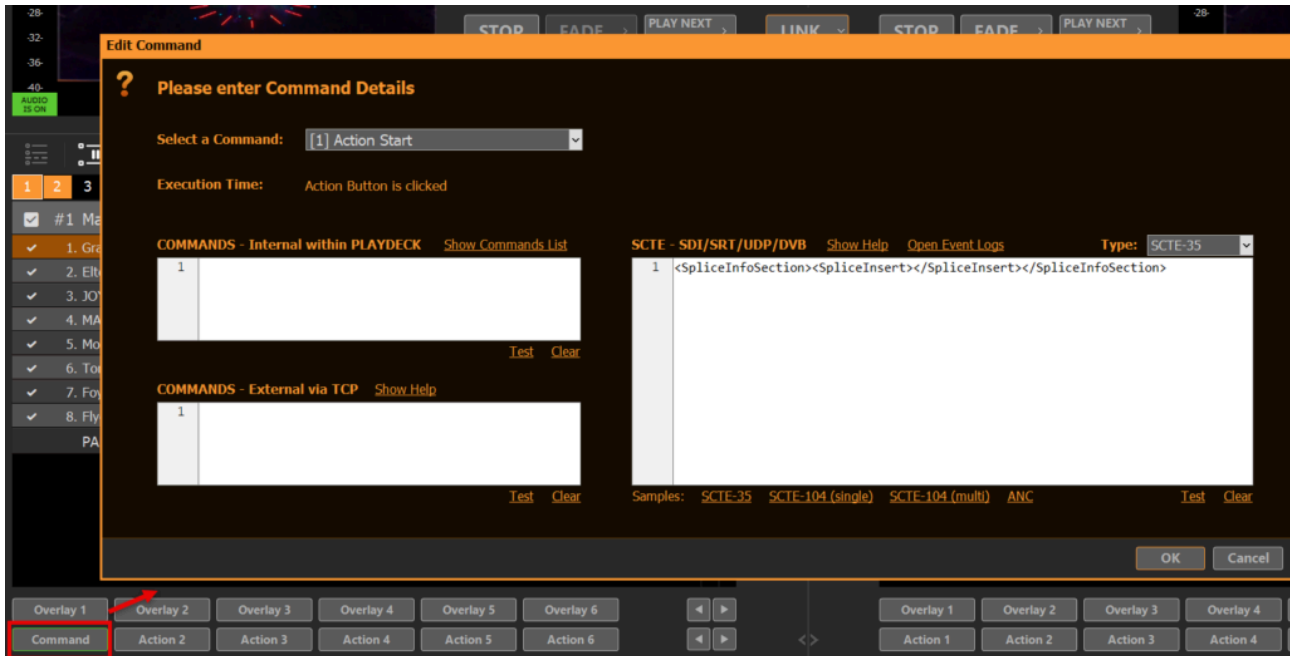 -28-
-32-
-36-
-40-
AUDIO
IS ON
STOP FADE PLAY NEXT LINK STOP FADE PLAY NEXT
-28-
Edit Command
? Please enter Command Details
Select a Command: [1] Action Start
Execution Time: Action Button is clicked
1 2 3
#1 Ma
1. Gra
2. Elt
3. JO
4. MA
5. Mo
6. To
7. Foy
8. Fly
PA
COMMANDS - Internal within PLAYDECK Show Commands List
1
Test Clear
COMMANDS - External via TCP Show Help
1
Test Clear
SCTE - SDI/SRT/UDP/DVB Show Help Open Event Logs Type: SCTE-35
1 <SpliceInfoSection><SpliceInsert></SpliceInsert></SpliceInfoSection>
Samples: SCTE-35 SCTE-104 (single) SCTE-104 (multi) ANC Test Clear
OK Cancel
Overlay 1 Overlay 2 Overlay 3 Overlay 4 Overlay 5 Overlay 6 Overlay 1 Overlay 2 Overlay 3 Overlay 4
Command Action 2 Action 3 Action 4 Action 5 Action 6 Action 1 Action 2 Action 3 Action 4